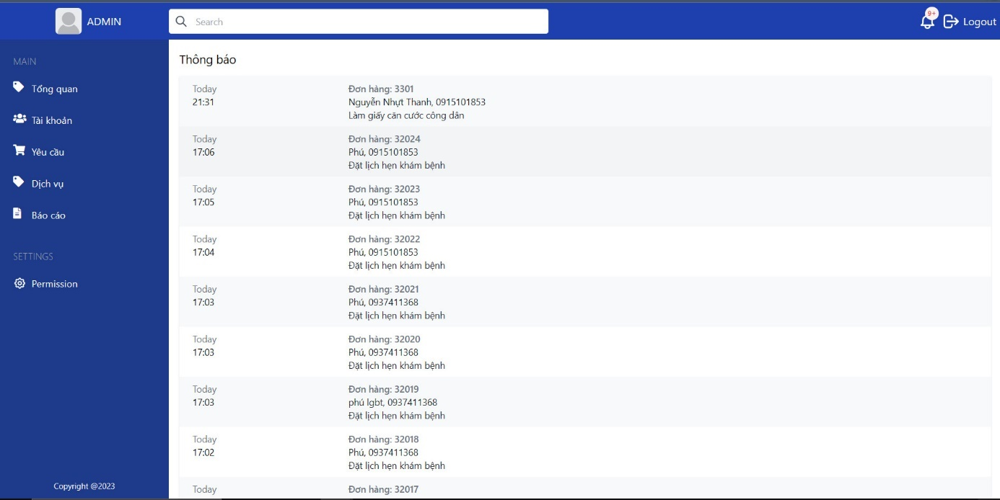 ADMIN
Search
9+
Logout
MAIN
Tổng quan
Tài khoản
Yêu cầu
Dịch vụ
Báo cáo
SETTINGS
Permission
Copyright @2023
Thông báo
Today
21:31
Đơn hàng: 3301
Nguyễn Nhựt Thanh, 0915101853
Làm giấy căn cước công dân
Today
17:06
Đơn hàng: 32024
Phú, 0915101853
Đặt lịch hẹn khám bệnh
Today
17:05
Đơn hàng: 32023
Phú, 0915101853
Đặt lịch hẹn khám bệnh
Today
17:04
Đơn hàng: 32022
Phú, 0915101853
Đặt lịch hẹn khám bệnh
Today
17:03
Đơn hàng: 32021
Phú, 0937411368
Đặt lịch hẹn khám bệnh
Today
17:03
Đơn hàng: 32020
Phú, 0937411368
Đặt lịch hẹn khám bệnh
Today
17:03
Đơn hàng: 32019
phú lgbt, 0937411368
Đặt lịch hẹn khám bệnh
Today
17:02
Đơn hàng: 32018
Phú, 0937411368
Đặt lịch hẹn khám bệnh
Today
Đơn hàng: 32017